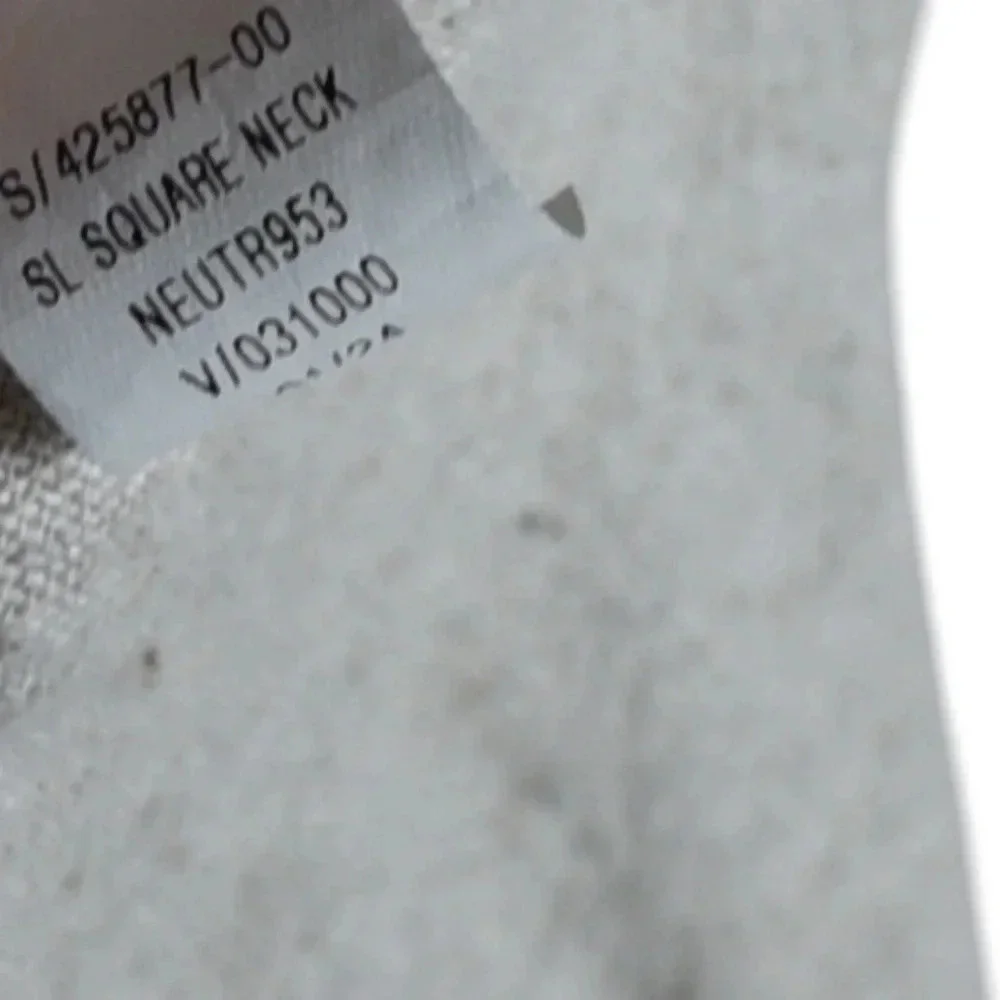 S/425877-00
SL SQUARE NECK
NEUTR953
V/031000